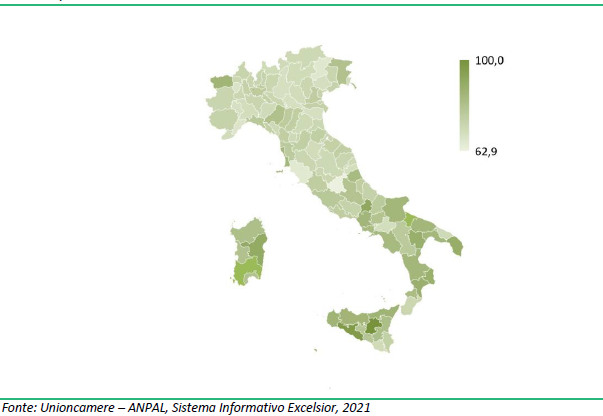 100,0
62,9
Fonte: Unioncamere – ANPAL, Sistema Informativo Excelsior, 2021